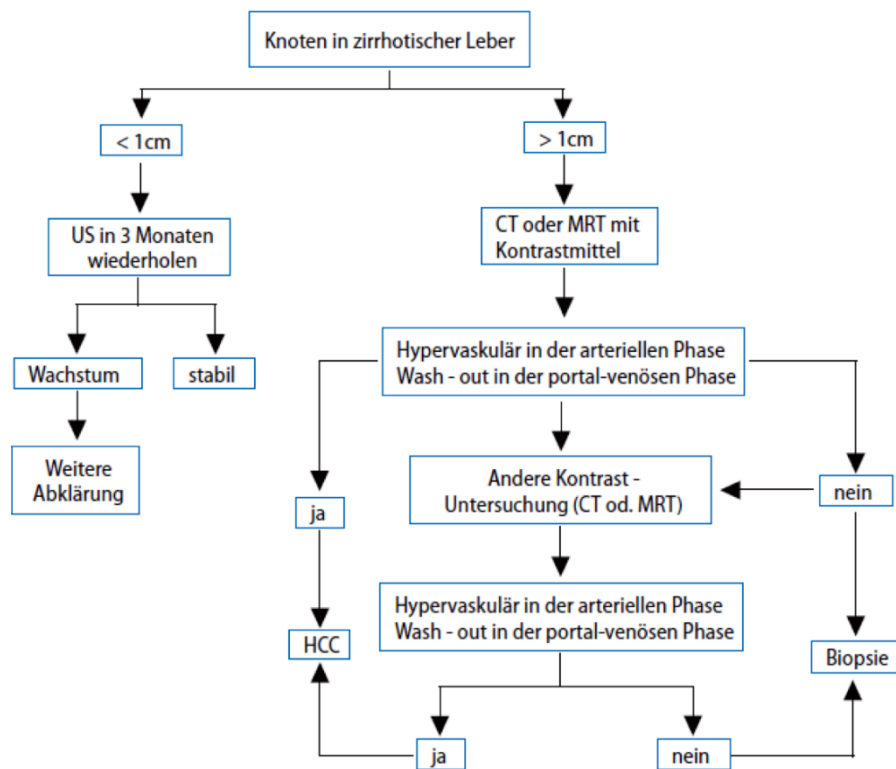 Knoten in zirrhotischer Leber
< 1cm
> 1cm
US in 3 Monaten
wiederholen
CT oder MRT mit
Kontrastmittel
Wachstum
stabil
Hypervaskulär in der arteriellen Phase
Wash - out in der portal-venösen Phase
Weitere
Abklärung
Andere Kontrast -
Untersuchung (CT od. MRT)
nein
ja
Hypervaskulär in der arteriellen Phase
Wash - out in der portal-venösen Phase
HCC
Biopsie
ja
nein